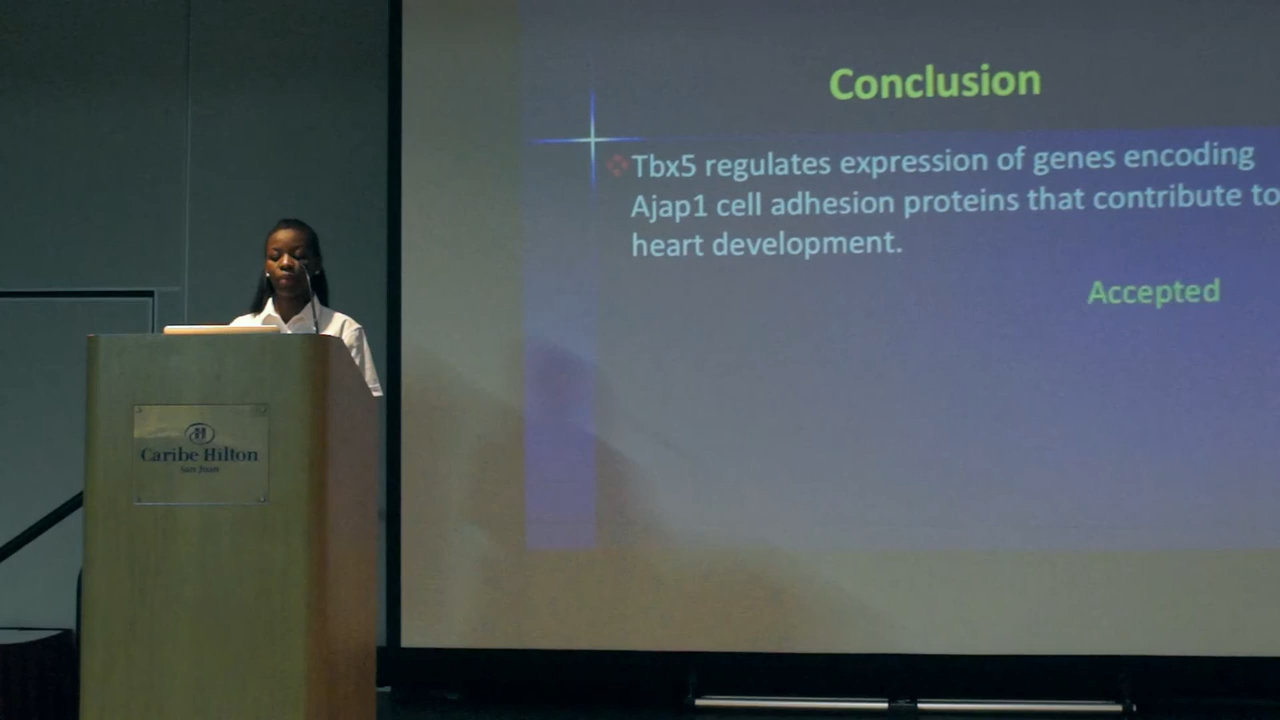 Conclusion
Tbx5 regulates expression of genes encoding
Ajap1 cell adhesion proteins that contribute to
heart development.
Accepted
H
Caribe Hilton
San Juan